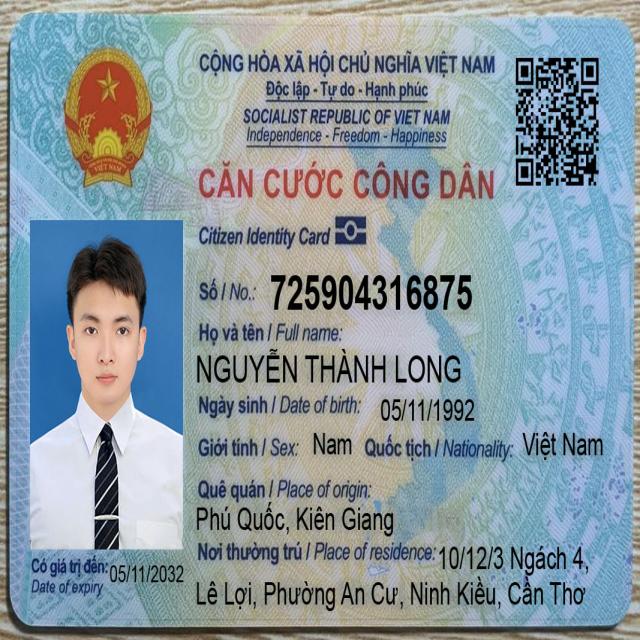 CỘNG HÒA XÃ HỘI CHỦ NGHĨA VIỆT NAM
Độc lập - Tự do - Hạnh phúc
SOCIALIST REPUBLIC OF VIET NAM
Independence - Freedom - Happiness
CĂN CƯỚC CÔNG DÂN
Citizen Identity Card
VIỆT NAM
Số / No.: 725904316875
Họ và tên / Full name:
NGUYỄN THÀNH LONG
Ngày sinh / Date of birth: 05/11/1992
Giới tính / Sex: Nam Quốc tịch / Nationality: Việt Nam
Quê quán / Place of origin:
Phú Quốc, Kiên Giang
Nơi thường trú / Place of residence: 10/12/3 Ngách 4,
Lê Lợi, Phường An Cư, Ninh Kiều, Cần Thơ
Có giá trị đến: 05/11/2032
Date of expiry